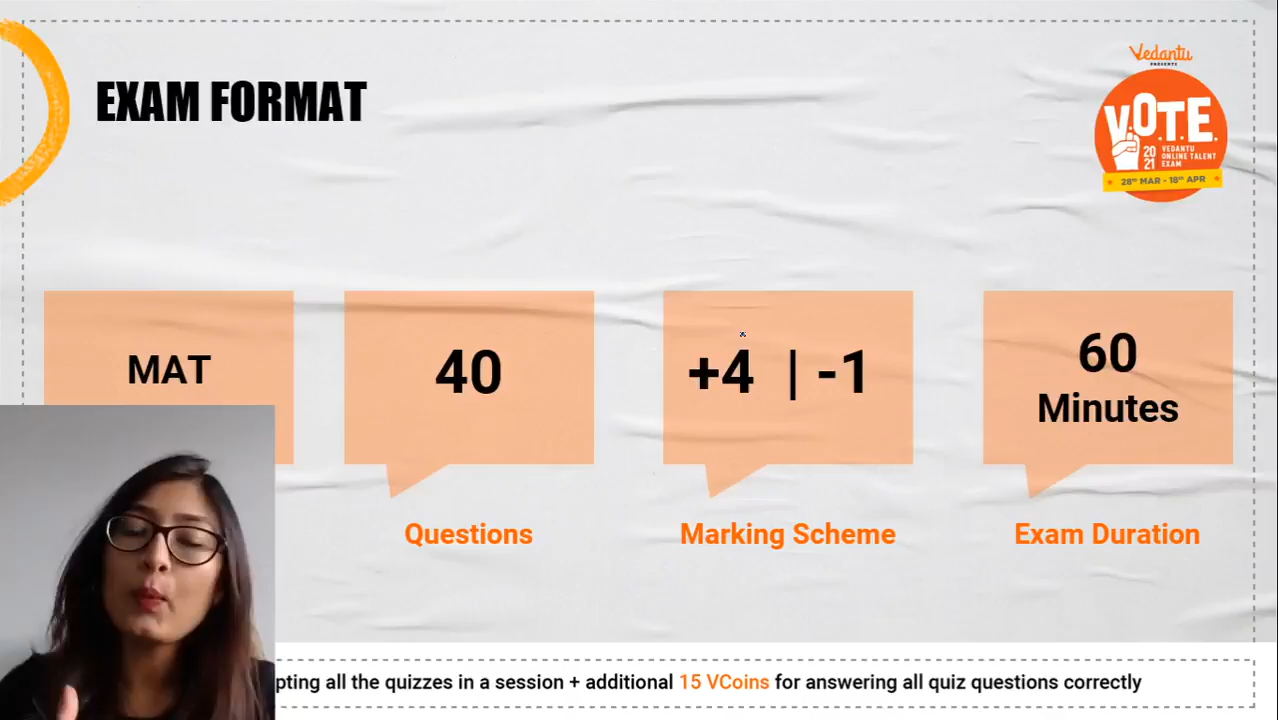 Vedantu
PRESENTS
EXAM FORMAT
V.O.T.E.
20
21
VEDANTU
ONLINE TALENT
EXAM
28th MAR - 18th APR
MAT
40
+4 | -1
60
Minutes
Questions
Marking Scheme
Exam Duration
pting all the quizzes in a session + additional 15 VCoins for answering all quiz questions correctly